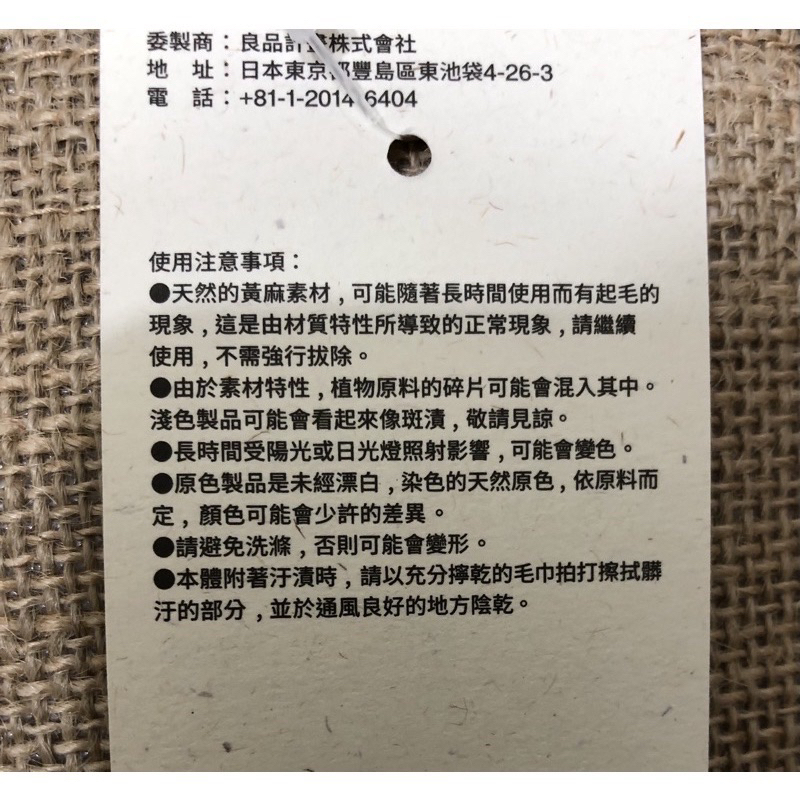 委製商：良品計畫株式會社
地　址：日本東京都豐島區東池袋4-26-3
電　話：+81-1-2014-6404
使用注意事項：
●天然的黃麻素材，可能隨著長時間使用而有起毛的
現象，這是由材質特性所導致的正常現象，請繼續
使用，不需強行拔除。
●由於素材特性，植物原料的碎片可能會混入其中。
淺色製品可能會看起來像斑漬，敬請見諒。
●長時間受陽光或日光燈照射影響，可能會變色。
●原色製品是未經漂白，染色的天然原色，依原料而
定，顏色可能會少許的差異。
●請避免洗滌，否則可能會變形。
●本體附著汙漬時，請以充分擰乾的毛巾拍打擦拭髒
汙的部分，並於通風良好的地方陰乾。